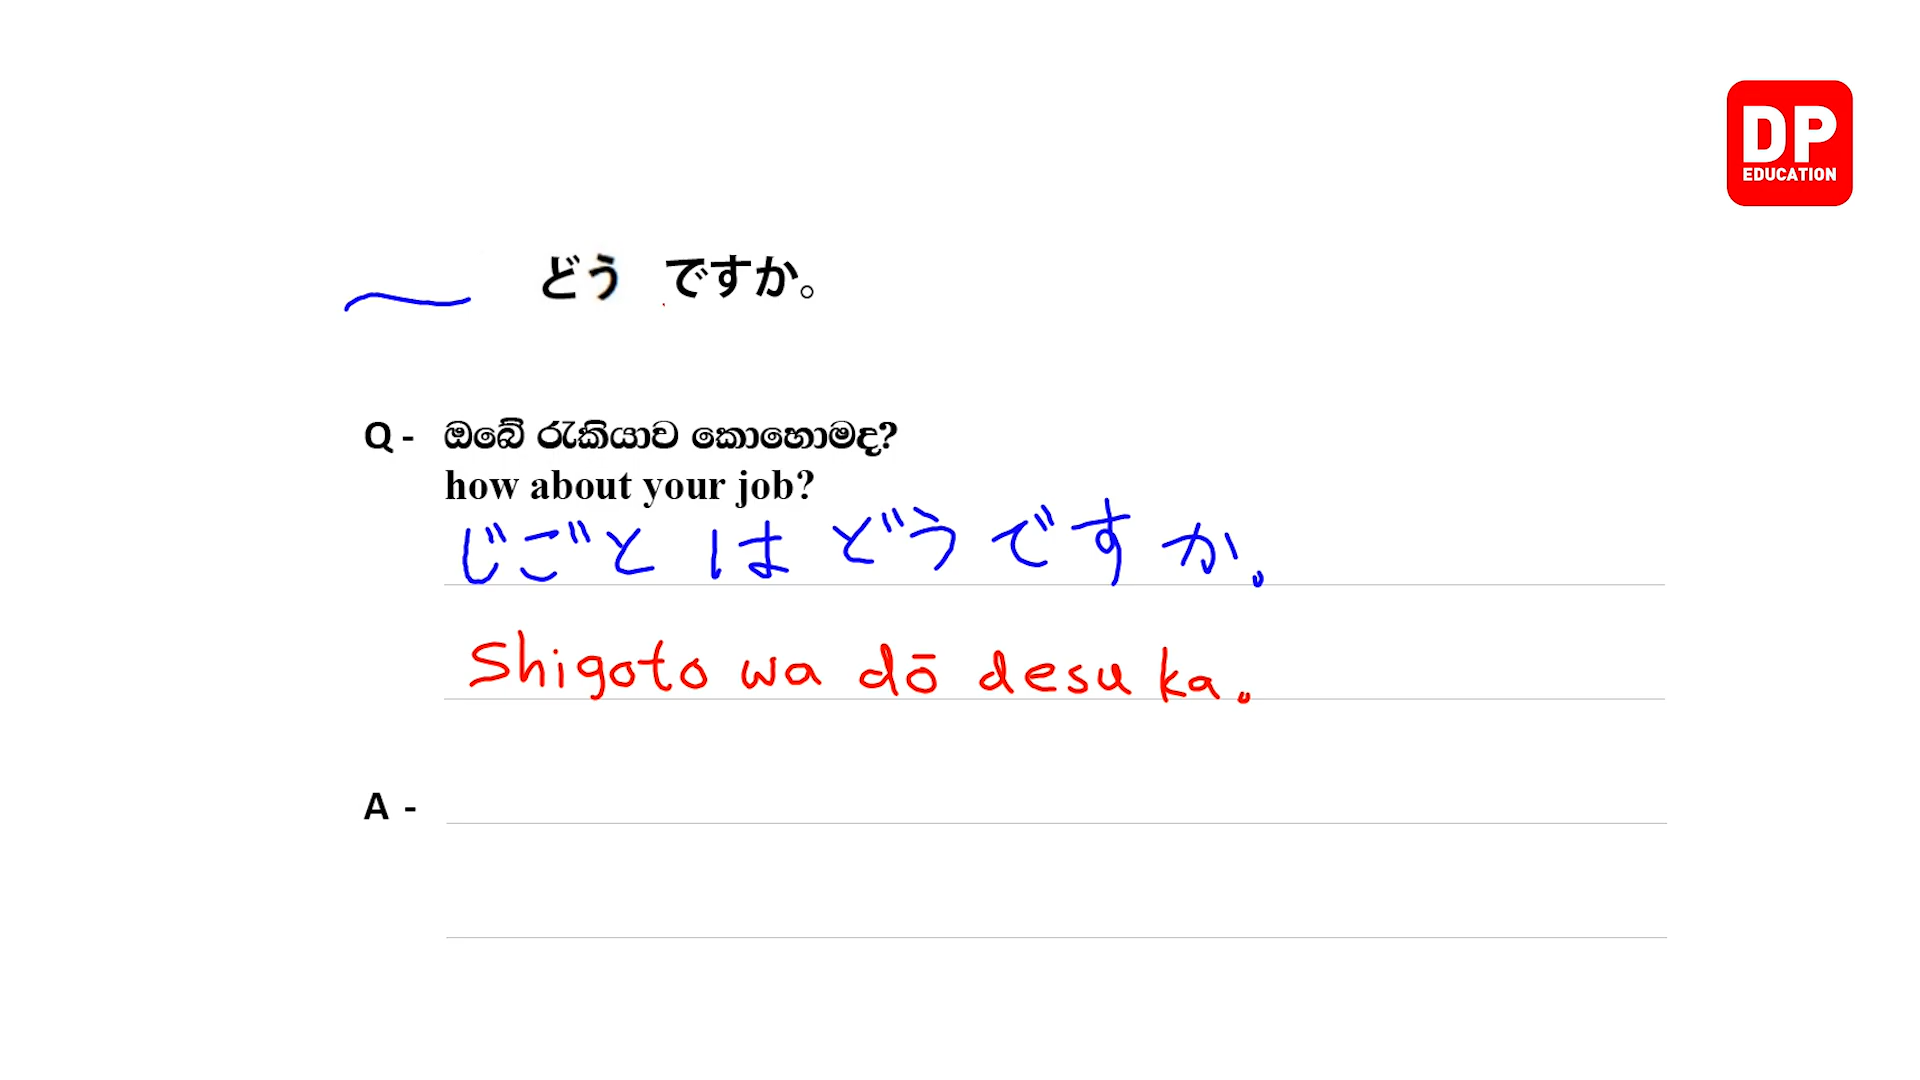 DP
EDUCATION
〜 どう ですか。
Q - ඔබේ රැකියාව කොහොමද?
how about your job?
じごと は どうですか。
Shigoto wa dō desu ka。
A -